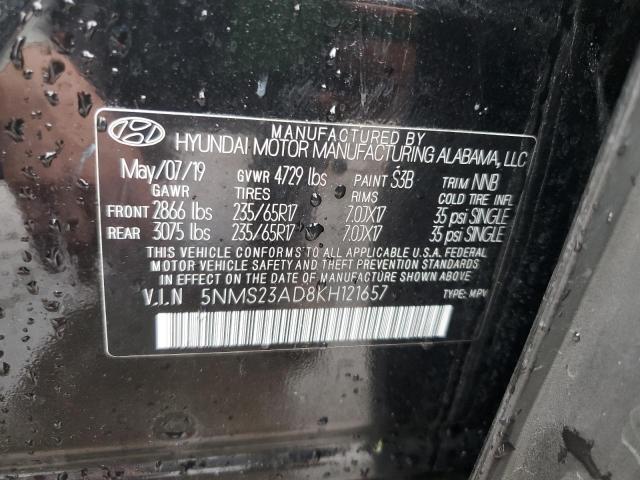 MANUFACTURED BY
HYUNDAI MOTOR MANUFACTURING ALABAMA, LLC
May/07/19 GVWR 4729 lbs PAINT S3B TRIM NNB
GAWR TIRES RIMS COLD TIRE INFL
FRONT 2866 lbs 235/65R17 7.0JX17 35 psi SINGLE
REAR 3075 lbs 235/65R17 7.0JX17 35 psi SINGLE
THIS VEHICLE CONFORMS TO ALL APPLICABLE U.S.A. FEDERAL
MOTOR VEHICLE SAFETY AND THEFT PREVENTION STANDARDS
IN EFFECT ON THE DATE OF MANUFACTURE SHOWN ABOVE
V.I.N 5NMS23AD8KH121657 TYPE: MPV